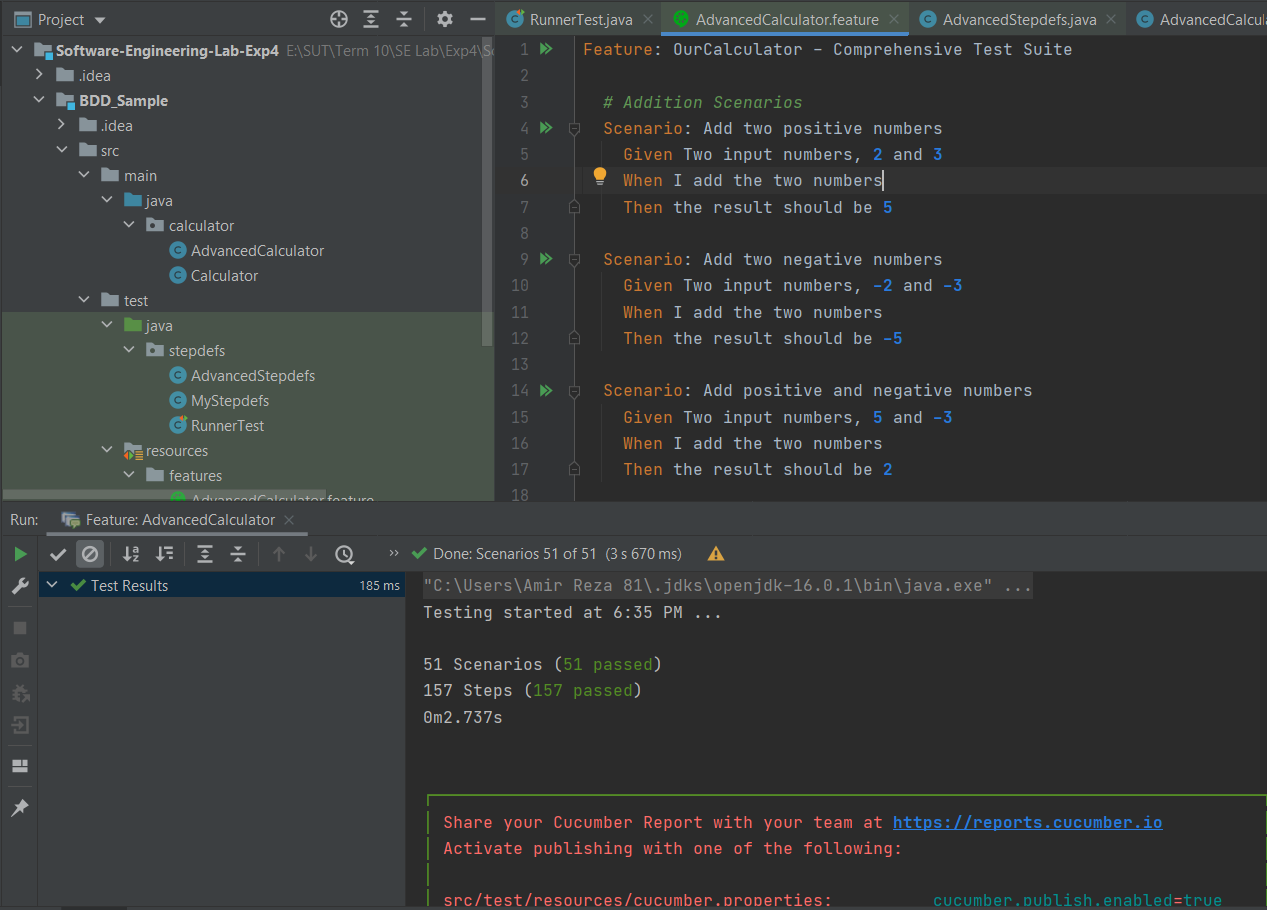 Project
Software-Engineering-Lab-Exp4 E:\SUT\Term 10\SE Lab\Exp4\
.idea
BDD_Sample
.idea
src
main
java
calculator
AdvancedCalculator
Calculator
test
java
stepdefs
AdvancedStepdefs
MyStepdefs
RunnerTest
resources
features
AdvancedCalculator.feature
RunnerTest.java
AdvancedCalculator.feature
AdvancedStepdefs.java
AdvancedCalcul
1 Feature: OurCalculator - Comprehensive Test Suite
2
3 # Addition Scenarios
4 Scenario: Add two positive numbers
5 Given Two input numbers, 2 and 3
6 When I add the two numbers
7 Then the result should be 5
8
9 Scenario: Add two negative numbers
10 Given Two input numbers, -2 and -3
11 When I add the two numbers
12 Then the result should be -5
13
14 Scenario: Add positive and negative numbers
15 Given Two input numbers, 5 and -3
16 When I add the two numbers
17 Then the result should be 2
18
Run: Feature: AdvancedCalculator
Done: Scenarios 51 of 51 (3 s 670 ms)
Test Results 185 ms
"C:\Users\Amir Reza 81\.jdks\openjdk-16.0.1\bin\java.exe" ...
Testing started at 6:35 PM ...
51 Scenarios (51 passed)
157 Steps (157 passed)
0m2.737s
Share your Cucumber Report with your team at https://reports.cucumber.io
Activate publishing with one of the following:
src/test/resources/cucumber.properties: cucumber.publish.enabled=true